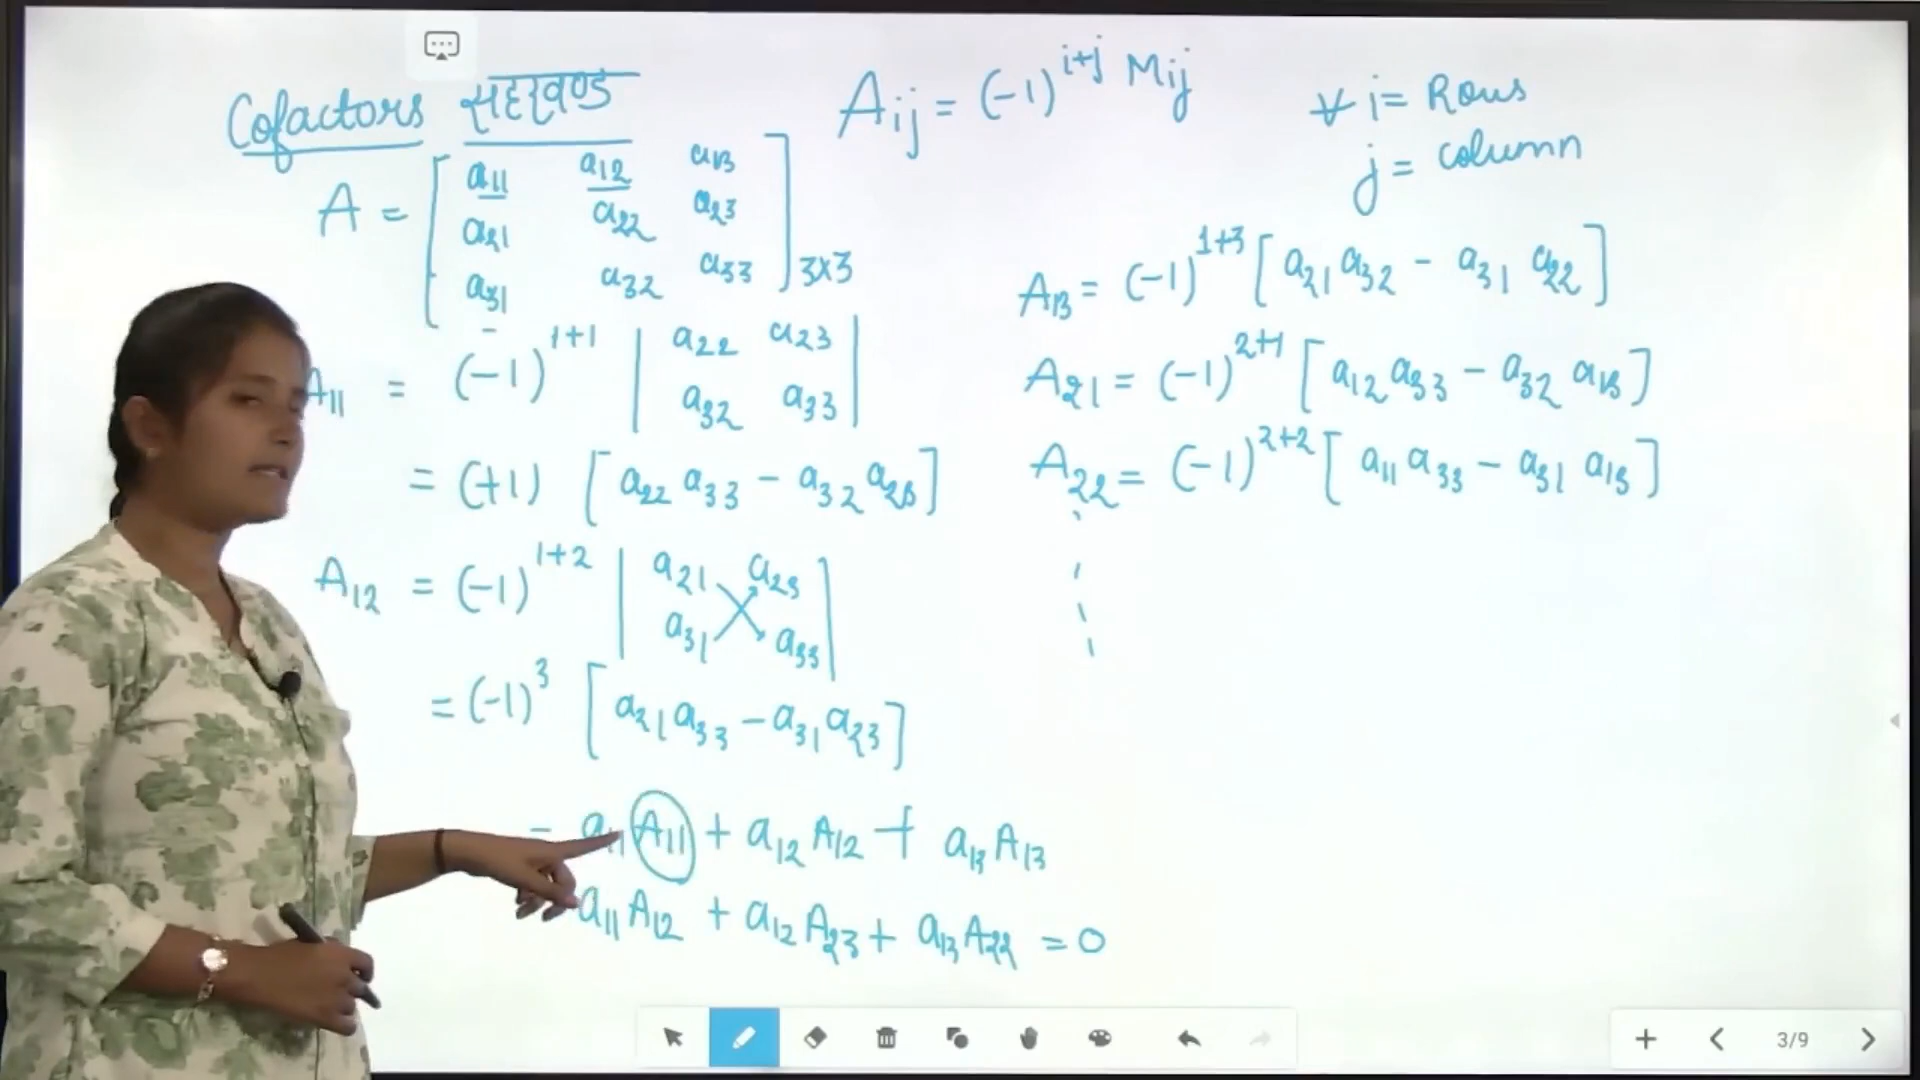 Cofactors सहखण्ड
A = [a11 a12 a13
a21 a22 a23
a31 a32 a33] 3x3
A11 = (-1)^1+1 | a22 a23
a32 a33 |
= (+1) [a22 a33 - a32 a23]
A12 = (-1)^1+2 | a21 a23
a31 a33 |
= (-1)^3 [a21 a33 - a31 a23]
= a11 A11 + a12 A12 + a13 A13
a11 A12 + a12 A23 + a13 A22 = 0
Aij = (-1)^i+j Mij
∀ i = Rows
j = column
A13 = (-1)^1+3 [a21 a32 - a31 a22]
A21 = (-1)^2+1 [a12 a33 - a32 a13]
A22 = (-1)^2+2 [a11 a33 - a31 a13]
3/9